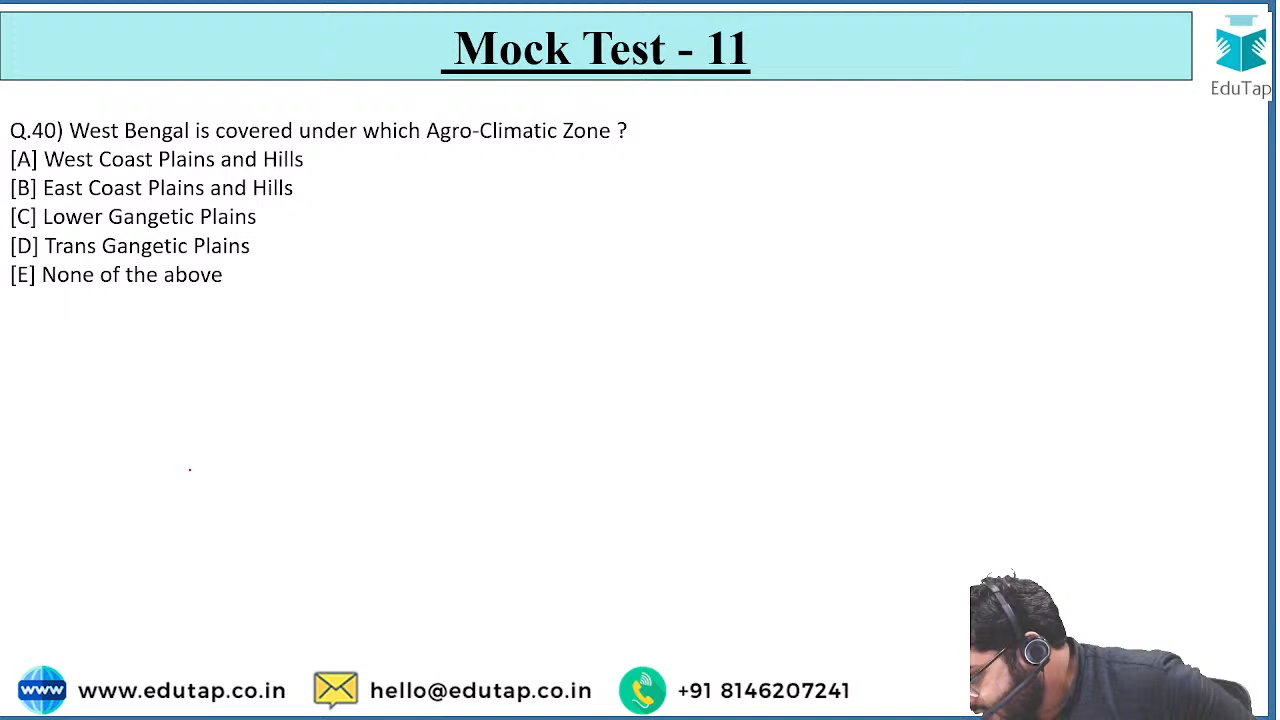 Mock Test - 11
EduTap
Q.40) West Bengal is covered under which Agro-Climatic Zone ?
[A] West Coast Plains and Hills
[B] East Coast Plains and Hills
[C] Lower Gangetic Plains
[D] Trans Gangetic Plains
[E] None of the above
www www.edutap.co.in hello@edutap.co.in +91 8146207241